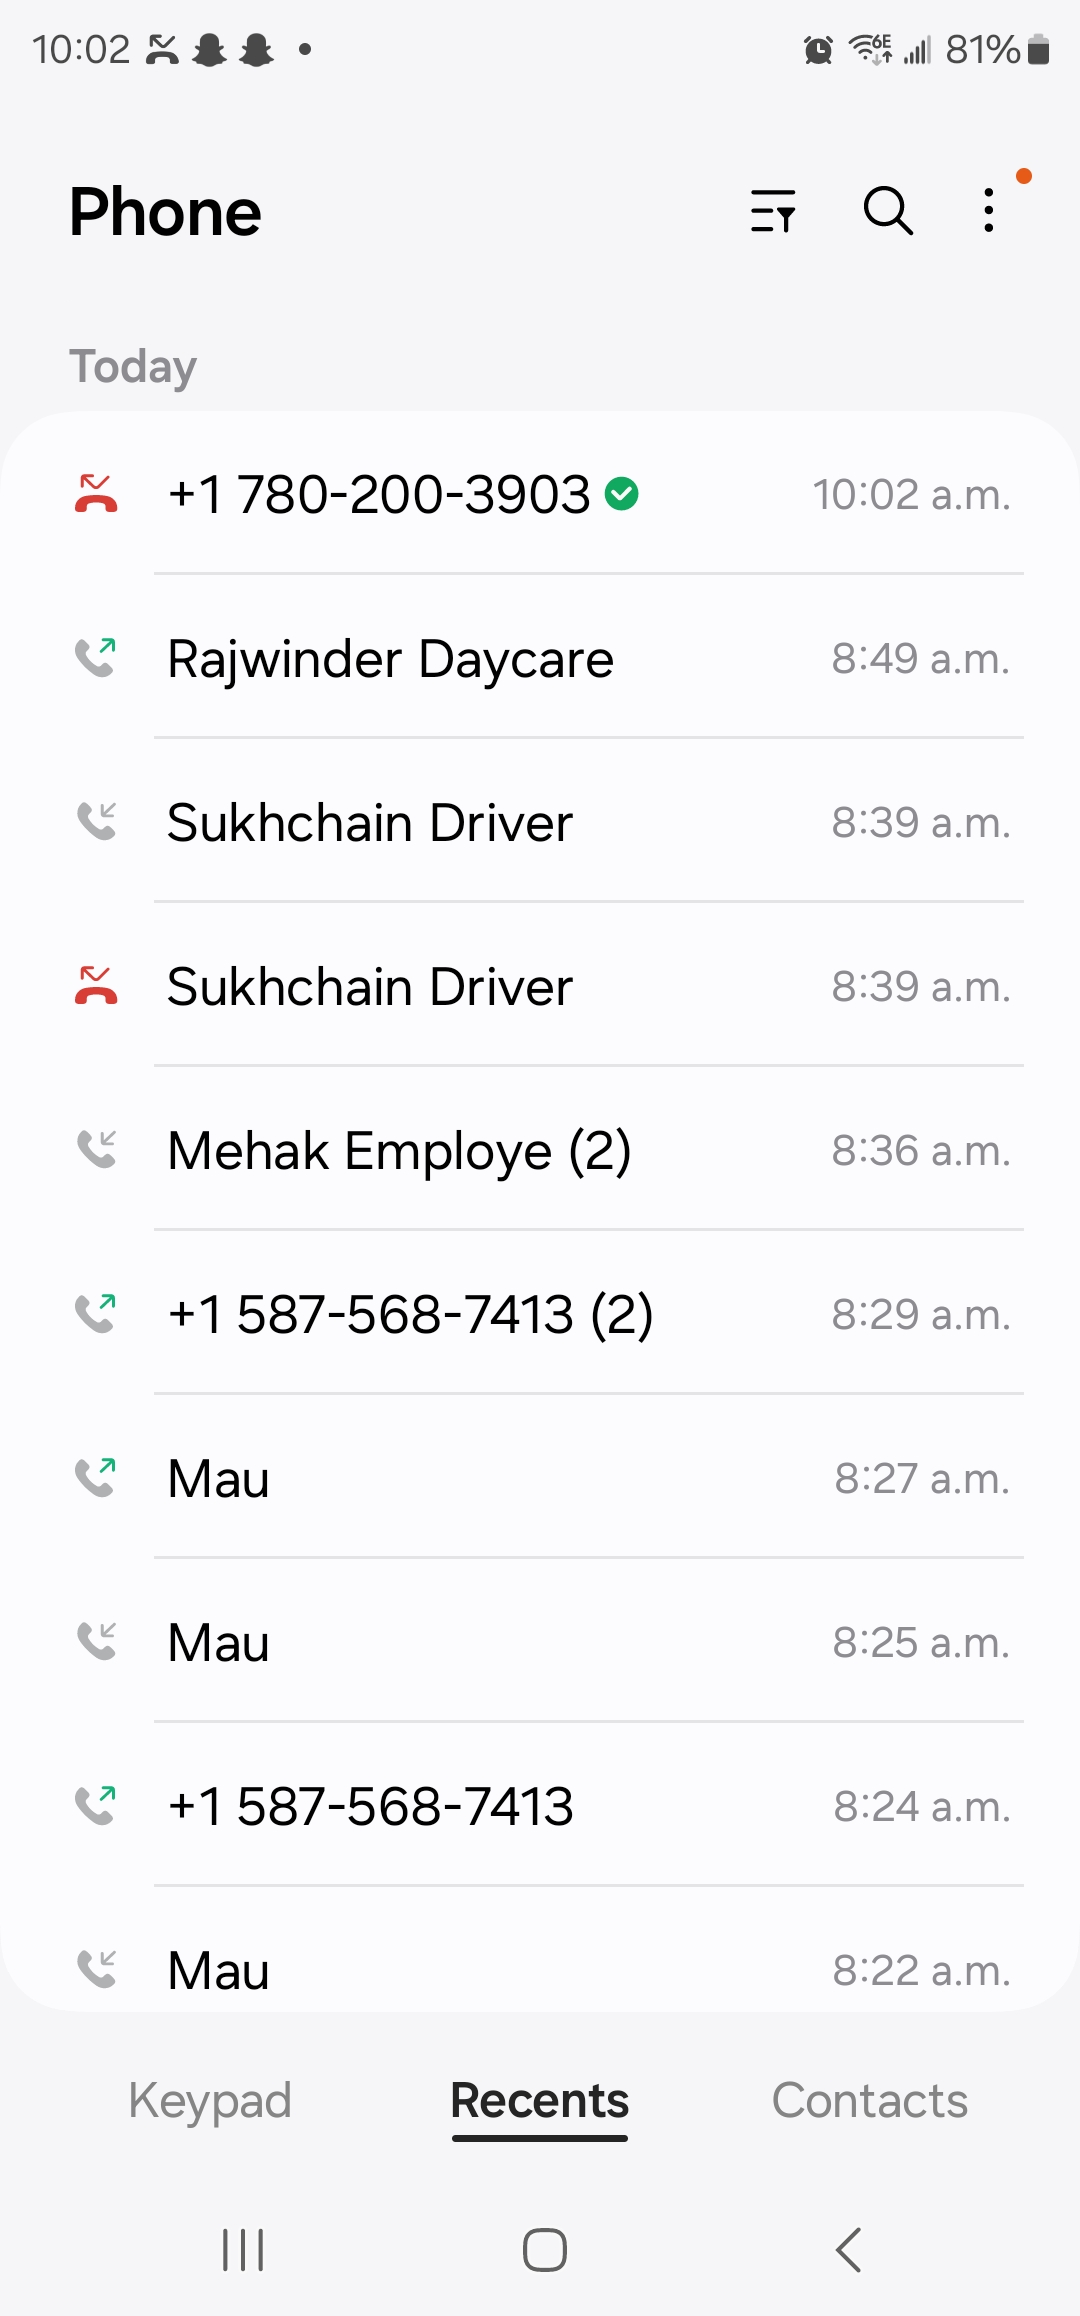 10:02 6E 81%
Phone
Today
+1 780-200-3903 10:02 a.m.
Rajwinder Daycare 8:49 a.m.
Sukhchain Driver 8:39 a.m.
Sukhchain Driver 8:39 a.m.
Mehak Employe (2) 8:36 a.m.
+1 587-568-7413 (2) 8:29 a.m.
Mau 8:27 a.m.
Mau 8:25 a.m.
+1 587-568-7413 8:24 a.m.
Mau 8:22 a.m.
Keypad Recents Contacts